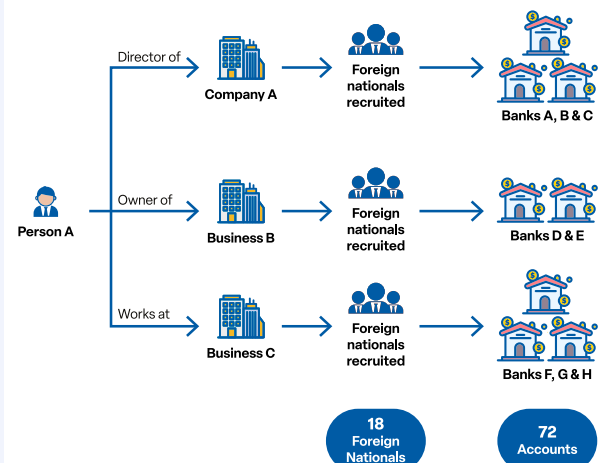 Director of
Company A
Foreign
nationals
recruited
Banks A, B & C
Person A
Owner of
Business B
Foreign
nationals
recruited
Banks D & E
Works at
Business C
Foreign
nationals
recruited
Banks F, G & H
18
Foreign
Nationals
72
Accounts